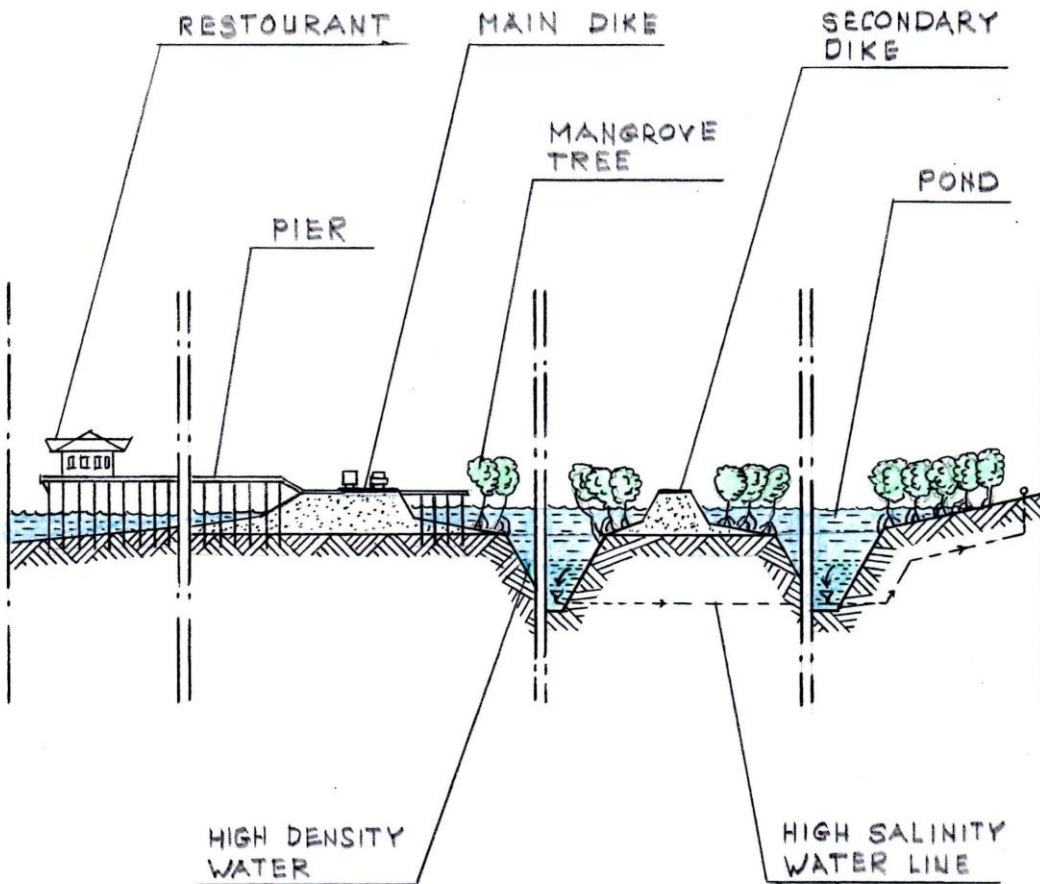 RESTOURANT
MAIN DIKE
SECONDARY
DIKE
MANGROVE
TREE
POND
PIER
HIGH DENSITY
WATER
HIGH SALINITY
WATER LINE